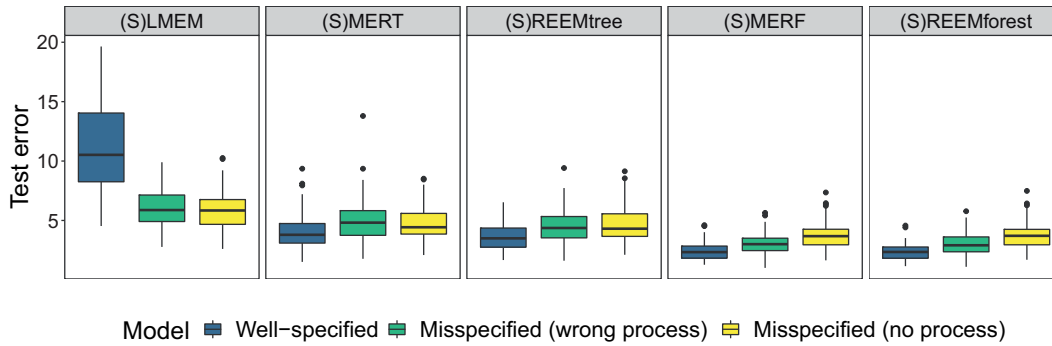 (S)LMEM (S)MERT (S)REEMtree (S)MERF (S)REEMforest
20
15
10
5
Test error
Model Well−specified Misspecified (wrong process) Misspecified (no process)